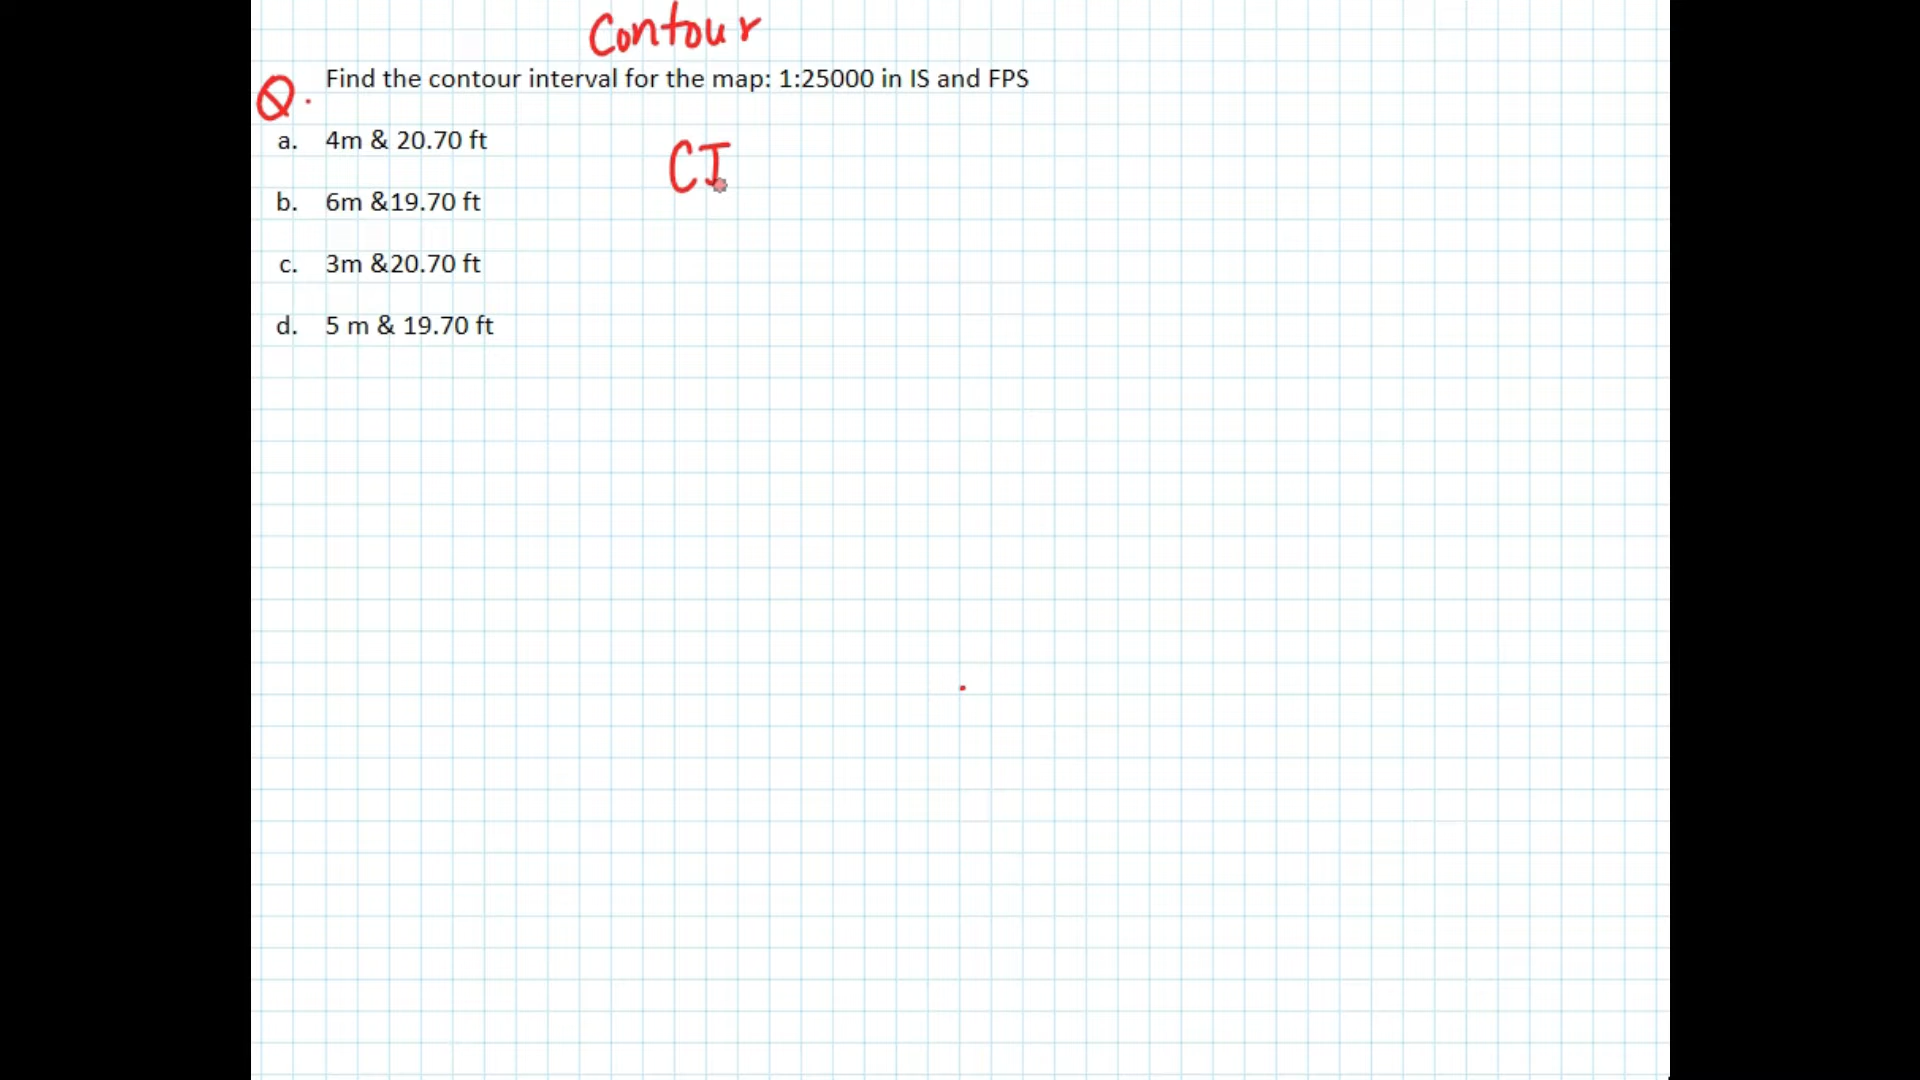 Contour
Q. Find the contour interval for the map: 1:25000 in IS and FPS
a. 4m & 20.70 ft
CI
b. 6m &19.70 ft
c. 3m &20.70 ft
d. 5 m & 19.70 ft